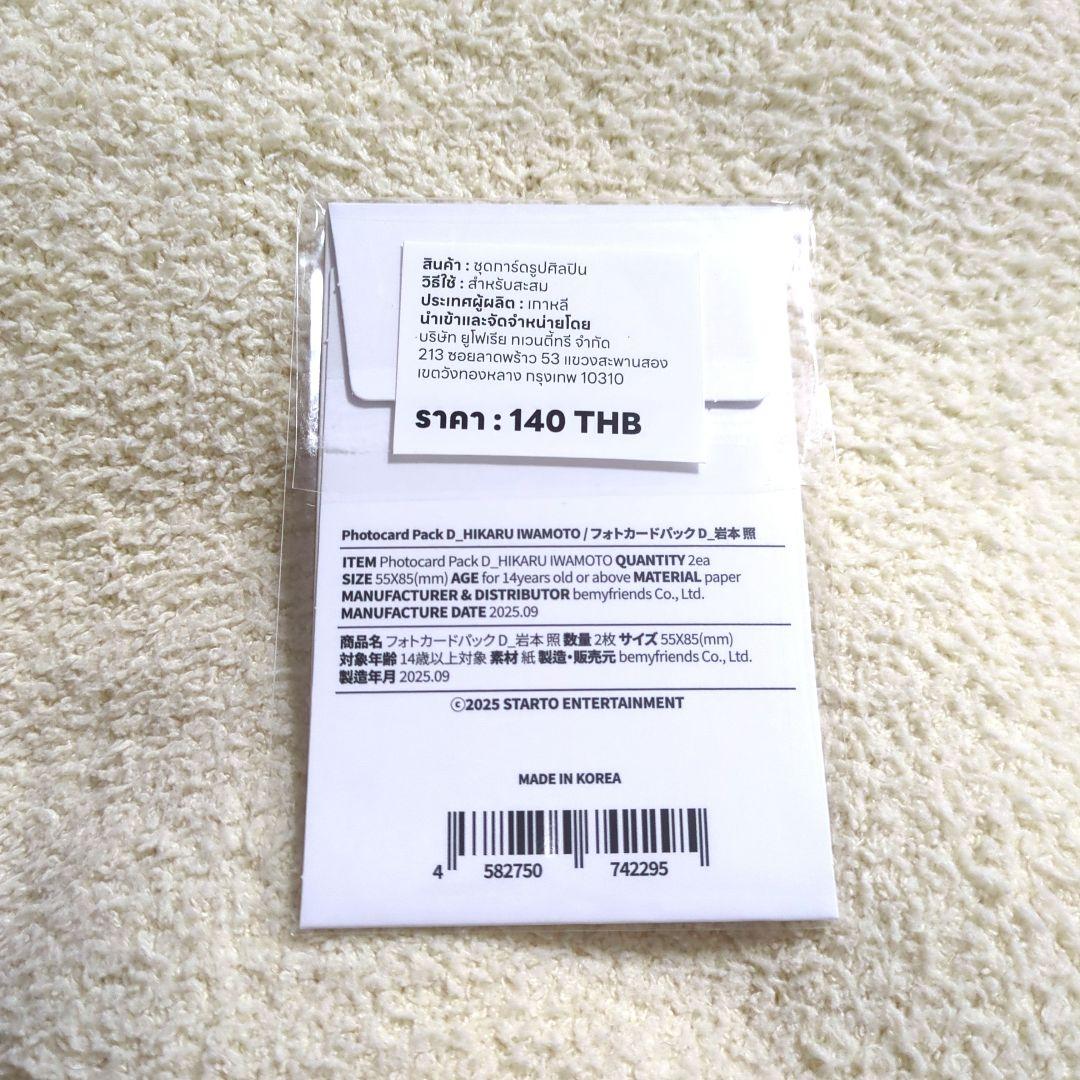 สินค้า : ชุดการ์ดรูปศิลปิน
วิธีใช้ : สำหรับสะสม
ประเทศผู้ผลิต : เกาหลี
นำเข้าและจัดจำหน่ายโดย
บริษัท ยูโฟเรีย ทเวนตี้ทรี จำกัด
213 ซอยลาดพร้าว 53 แขวงสะพานสอง
เขตวังทองหลาง กรุงเทพ 10310
ราคา : 140 THB
Photocard Pack D_HIKARU IWAMOTO / フォトカードパック D_岩本 照
ITEM Photocard Pack D_HIKARU IWAMOTO QUANTITY 2ea
SIZE 55X85(mm) AGE for 14years old or above MATERIAL paper
MANUFACTURER & DISTRIBUTOR bemyfriends Co., Ltd.
MANUFACTURE DATE 2025.09
商品名 フォトカードパック D_岩本 照 数量 2枚 サイズ 55X85(mm)
対象年齢 14歳以上対象 素材 紙 製造・販売元 bemyfriends Co., Ltd.
製造年月 2025.09
ⓒ2025 STARTO ENTERTAINMENT
MADE IN KOREA
4 582750 742295